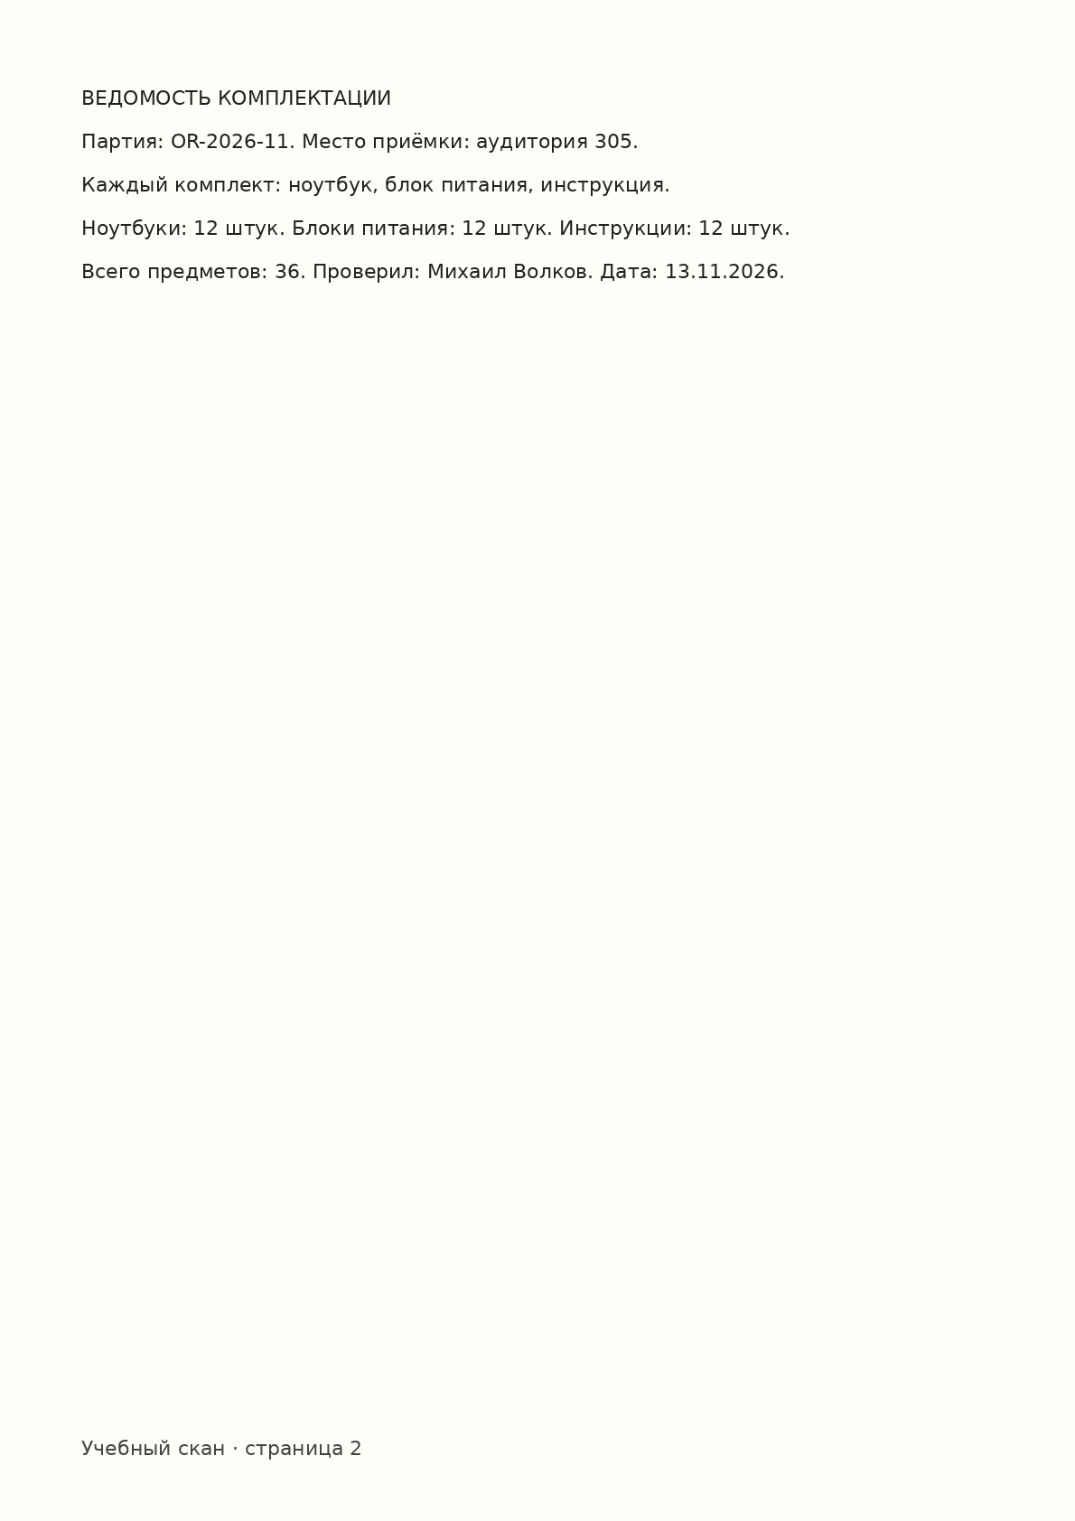 ВЕДОМОСТЬ КОМПЛЕКТАЦИИ
Партия: OR-2026-11. Место приёмки: аудитория 305.
Каждый комплект: ноутбук, блок питания, инструкция.
Ноутбуки: 12 штук. Блоки питания: 12 штук. Инструкции: 12 штук.
Всего предметов: 36. Проверил: Михаил Волков. Дата: 13.11.2026.
Учебный скан · страница 2